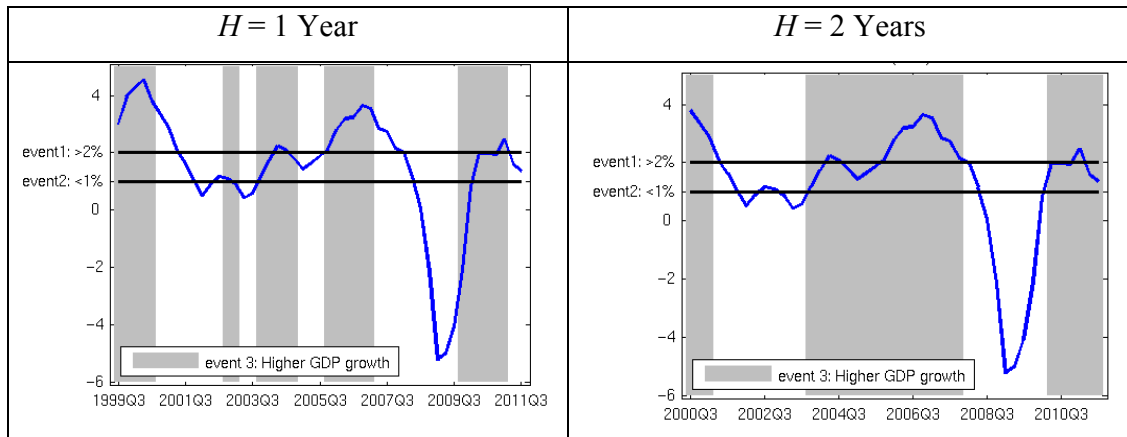 H = 1 Year
H = 2 Years
4
event1: >2%
event2: <1%
0
−2
−4
−6
event 3: Higher GDP growth
1999Q3 2001Q3 2003Q3 2005Q3 2007Q3 2009Q3 2011Q3
4
event1: >2%
event2: <1%
0
−2
−4
−6
event 3: Higher GDP growth
2000Q3 2002Q3 2004Q3 2006Q3 2008Q3 2010Q3